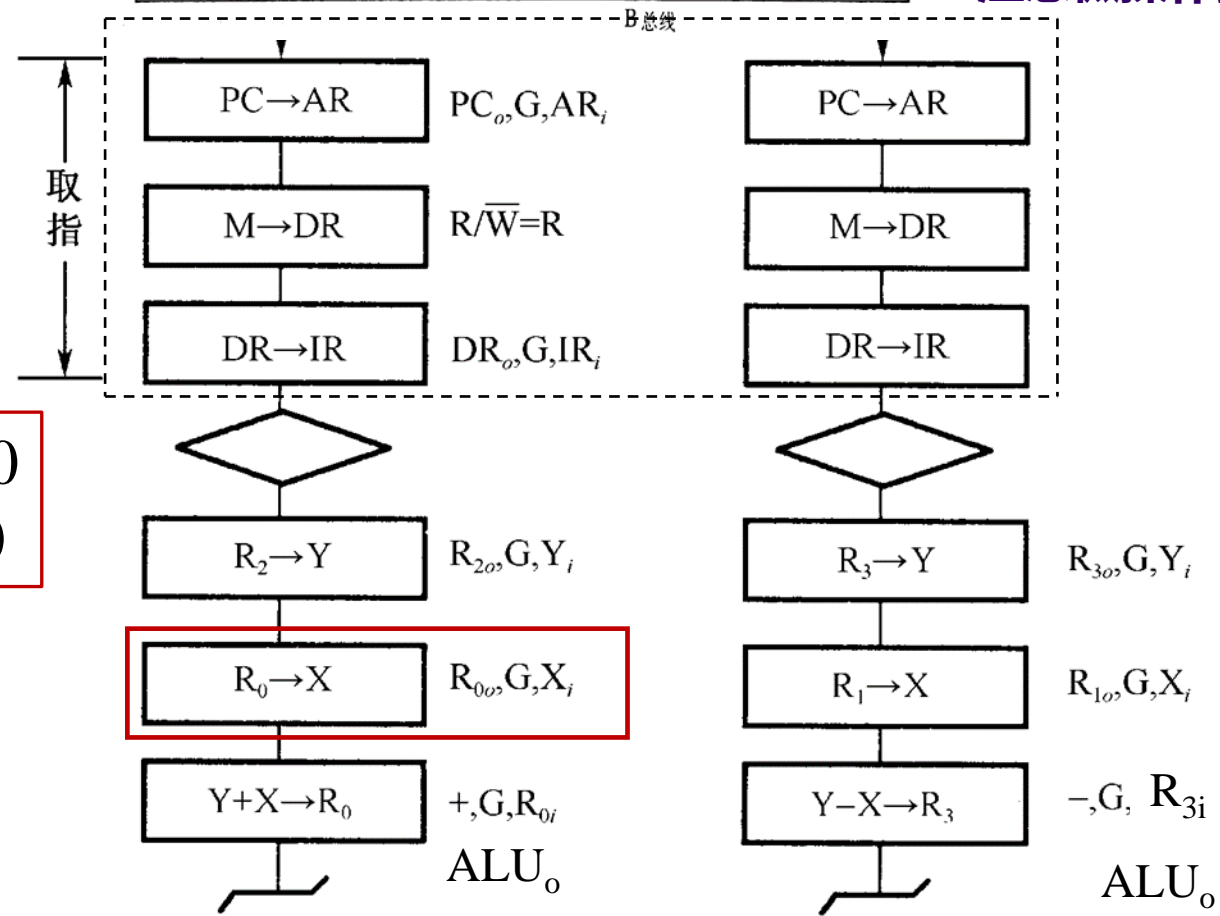 B总线
PC→AR
PCₒ,G,ARᵢ
PC→AR
取指
M→DR
R/W̅=R
M→DR
DR→IR
DRₒ,G,IRᵢ
DR→IR
0
)
R₂→Y
R₂ₒ,G,Yᵢ
R₃→Y
R₃ₒ,G,Yᵢ
R₀→X
R₀ₒ,G,Xᵢ
R₁→X
R₁ₒ,G,Xᵢ
Y+X→R₀
+,G,R₀ᵢ
Y−X→R₃
−,G, R₃ᵢ
ALUₒ
ALUₒ